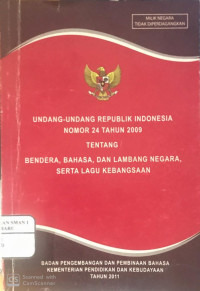 MILIK NEGARA
TIDAK DIPERDAGANGKAN
UNDANG-UNDANG REPUBLIK INDONESIA
NOMOR 24 TAHUN 2009
TENTANG
BENDERA, BAHASA, DAN LAMBANG NEGARA,
SERTA LAGU KEBANGSAAN
BADAN PENGEMBANGAN DAN PEMBINAAN BAHASA
KEMENTERIAN PENDIDIKAN DAN KEBUDAYAAN
TAHUN 2011
Scanned with
CamScanner